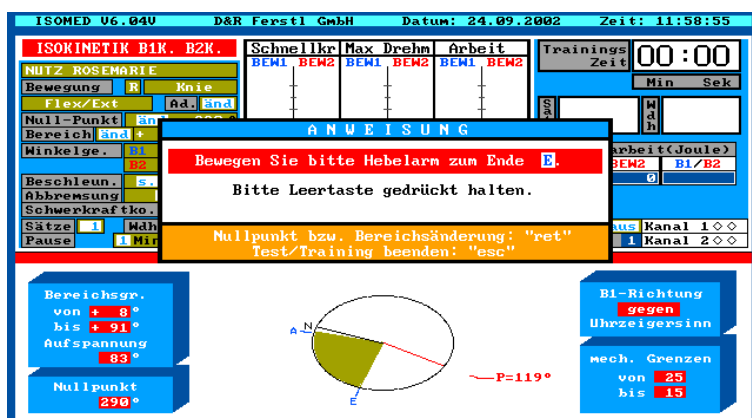 ISOMED V6.04V D&R Ferstl GmbH Datum: 24.09.2002 Zeit: 11:58:55
ISOKINETIK B1K. B2K.
NUTZ ROSEMARIE
Bewegung R Knie
Flex/Ext Ad. änd
Null-Punkt än
Bereich änd +
Winkelge. B1
B2
Beschleun. s.
Abbremsung
Schwerkraftko.
Sätze 1 Wdh
Pause 1 Min
Schnellkr Max Drehm Arbeit
BEW1 BEW2 BEW1 BEW2 BEW1 BEW2
Trainings
Zeit 00:00
Min Sek
Wdh
arbeit(Joule)
BEW2 B1/B2
0
aus Kanal 1
1 Kanal 2
ANWEISUNG
Bewegen Sie bitte Hebelarm zum Ende E.
Bitte Leertaste gedrückt halten.
Nullpunkt bzw. Bereichsänderung: "ret"
Test/Training beenden: "esc"
Bereichsgr.
von + 8°
bis + 91°
Aufspannung
83°
Nullpunkt
290°
N
A
E
P=119°
B1-Richtung
gegen
Uhrzeigersinn
mech. Grenzen
von 25
bis 15